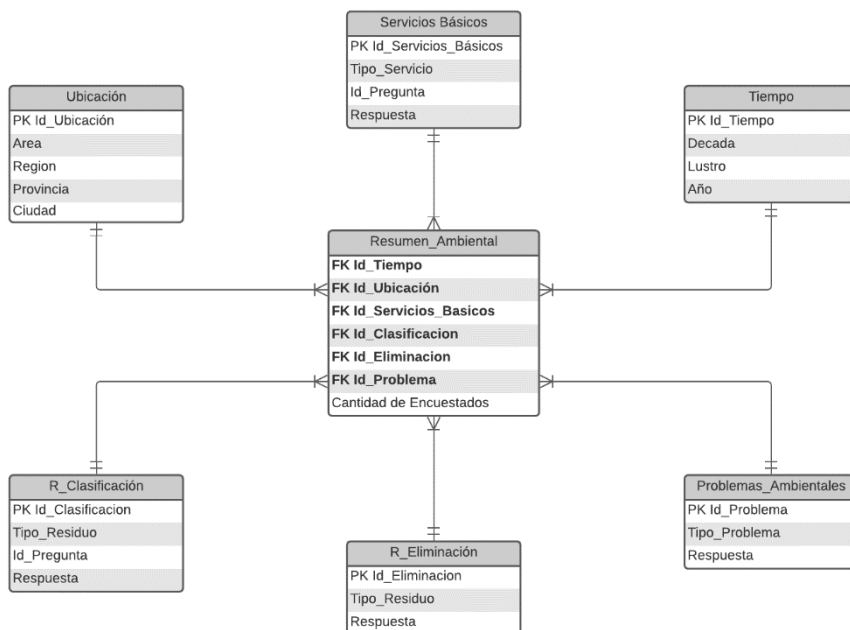 Servicios Básicos
PK Id_Servicios_Básicos
Tipo_Servicio
Id_Pregunta
Respuesta
Ubicación
PK Id_Ubicación
Area
Region
Provincia
Ciudad
Tiempo
PK Id_Tiempo
Decada
Lustro
Año
Resumen_Ambiental
FK Id_Tiempo
FK Id_Ubicación
FK Id_Servicios_Basicos
FK Id_Clasificacion
FK Id_Eliminacion
FK Id_Problema
Cantidad de Encuestados
R_Clasificación
PK Id_Clasificacion
Tipo_Residuo
Id_Pregunta
Respuesta
R_Eliminación
PK Id_Eliminacion
Tipo_Residuo
Respuesta
Problemas_Ambientales
PK Id_Problema
Tipo_Problema
Respuesta